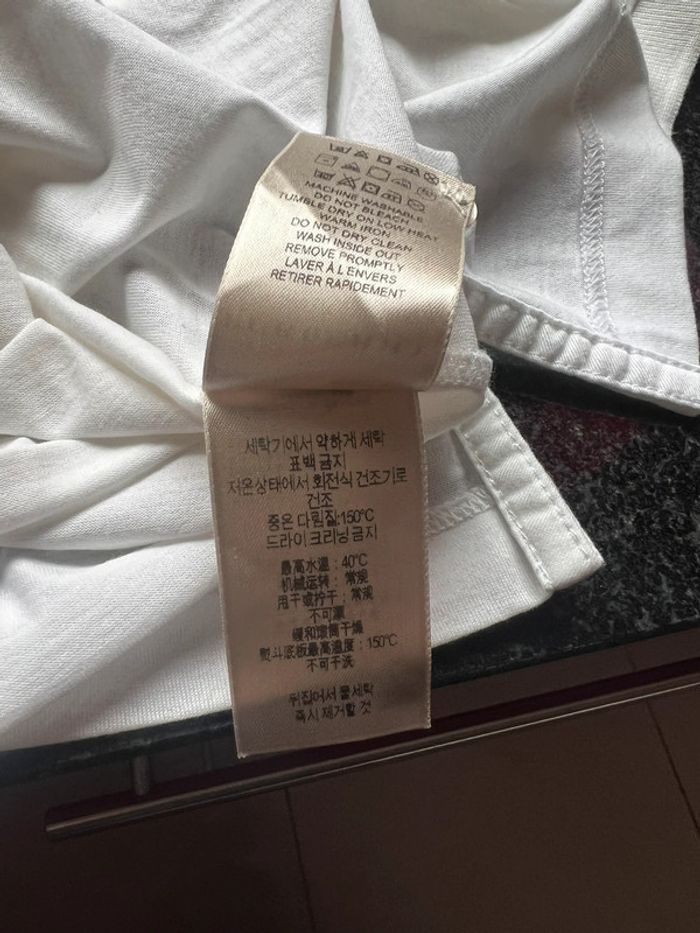 MACHINE WASHABLE
DO NOT BLEACH
TUMBLE DRY ON LOW HEAT
WARM IRON
DO NOT DRY CLEAN
WASH INSIDE OUT
REMOVE PROMPTLY
LAVER À L ENVERS
RETIRER RAPIDEMENT
세탁기에서 약하게 세탁
표백 금지
저온상태에서 회전식 건조기로
건조
중온 다림질:150°C
드라이 크리닝 금지
最高水温：40°C
机械运转：常规
甩干或拧干：常规
不可漂
缓和滚筒干燥
熨斗底板最高温度：150°C
不可干洗
뒤집어서 물세탁
즉시 제거할 것